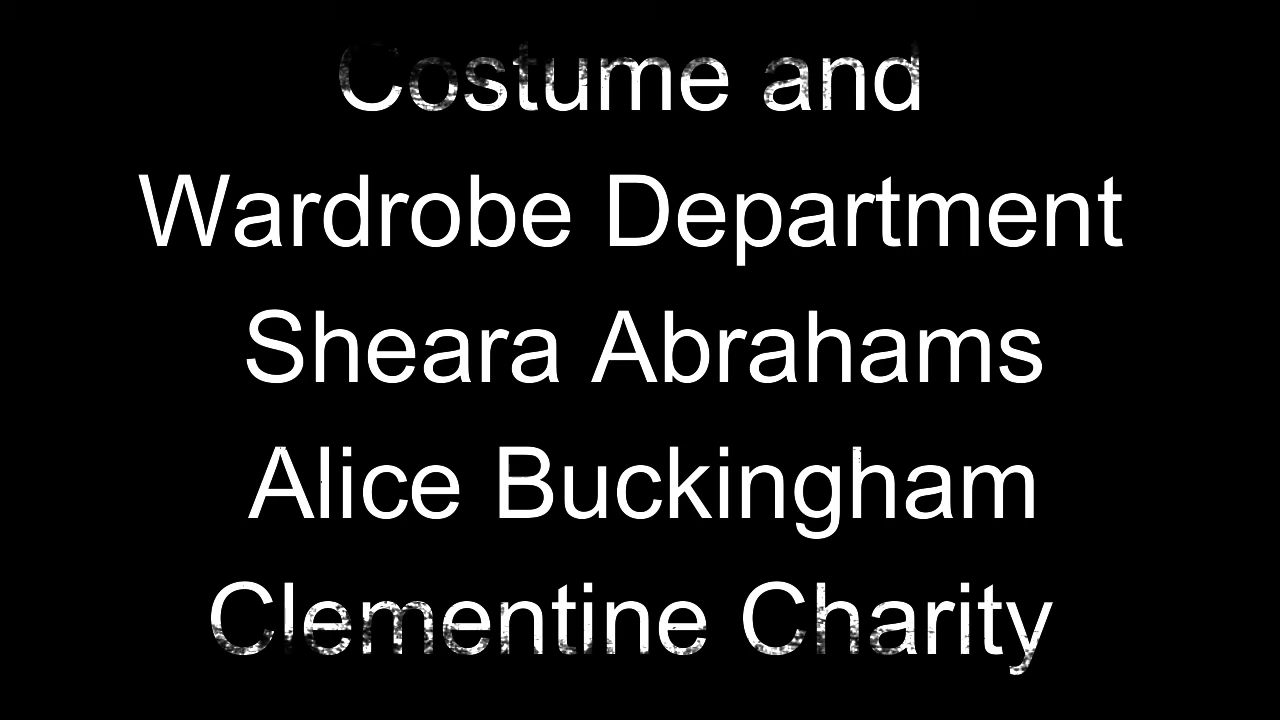 Costume and
Wardrobe Department
Sheara Abrahams
Alice Buckingham
Clementine Charity